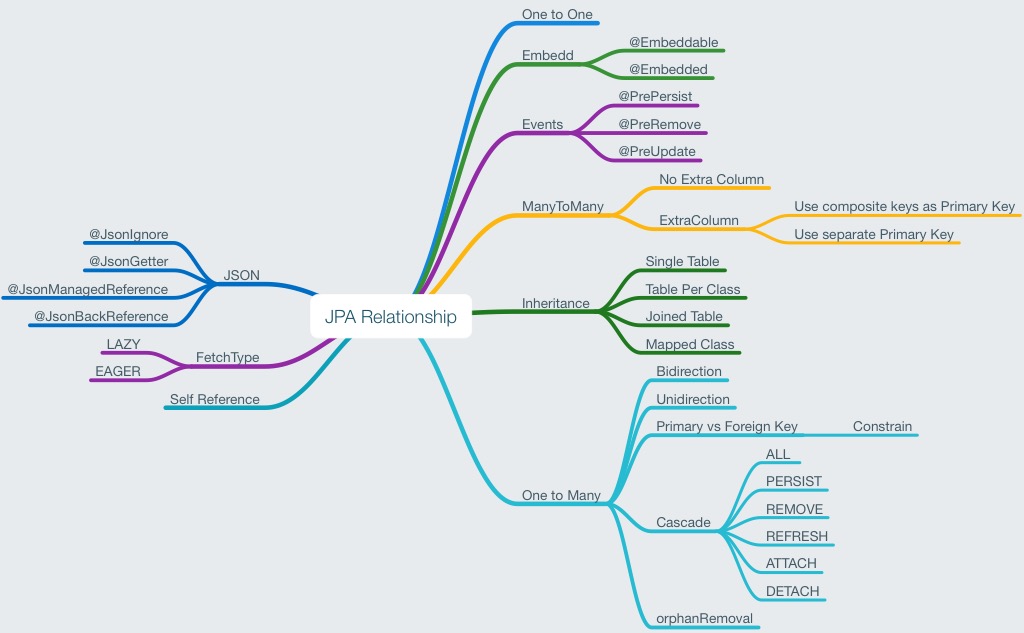 JPA Relationship
One to One
Embedd
@Embeddable
@Embedded
Events
@PrePersist
@PreRemove
@PreUpdate
ManyToMany
No Extra Column
ExtraColumn
Use composite keys as Primary Key
Use separate Primary Key
Inheritance
Single Table
Table Per Class
Joined Table
Mapped Class
One to Many
Bidirection
Unidirection
Primary vs Foreign Key
Constrain
Cascade
ALL
PERSIST
REMOVE
REFRESH
ATTACH
DETACH
orphanRemoval
JSON
@JsonIgnore
@JsonGetter
@JsonManagedReference
@JsonBackReference
FetchType
LAZY
EAGER
Self Reference